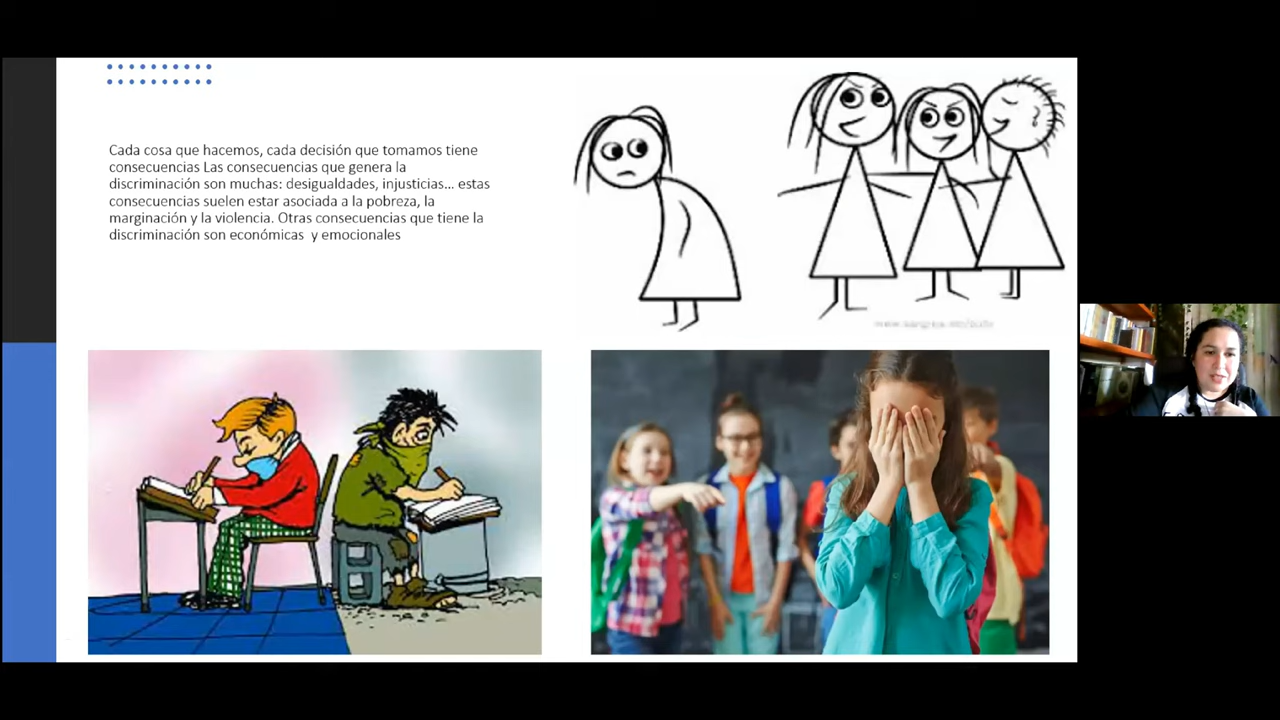 Cada cosa que hacemos, cada decisión que tomamos tiene
consecuencias Las consecuencias que genera la
discriminación son muchas: desigualdades, injusticias... estas
consecuencias suelen estar asociada a la pobreza, la
marginación y la violencia. Otras consecuencias que tiene la
discriminación son económicas  y emocionales